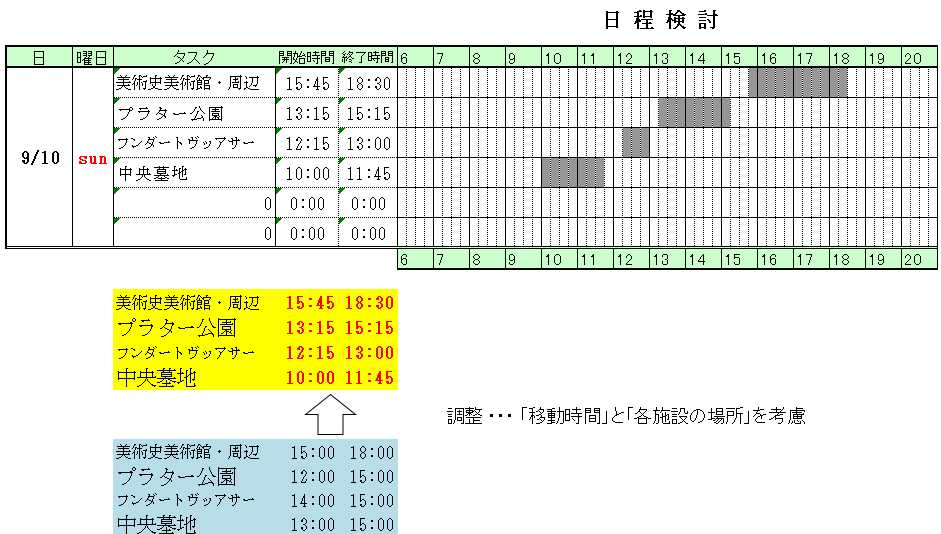 日 程 検 討
日 曜日 タスク 開始時間 終了時間 6 7 8 9 10 11 12 13 14 15 16 17 18 19 20
美術史美術館・周辺 15:45 18:30
プラター公園 13:15 15:15
フンダートヴッアサー 12:15 13:00
9/10 sun
中央墓地 10:00 11:45
0 0:00 0:00
0 0:00 0:00
6 7 8 9 10 11 12 13 14 15 16 17 18 19 20
美術史美術館・周辺 15:45 18:30
プラター公園 13:15 15:15
フンダートヴッアサー 12:15 13:00
中央墓地 10:00 11:45
調整・・・「移動時間」と「各施設の場所」を考慮
美術史美術館・周辺 15:00 18:00
プラター公園 12:00 15:00
フンダートヴッアサー 14:00 15:00
中央墓地 13:00 15:00